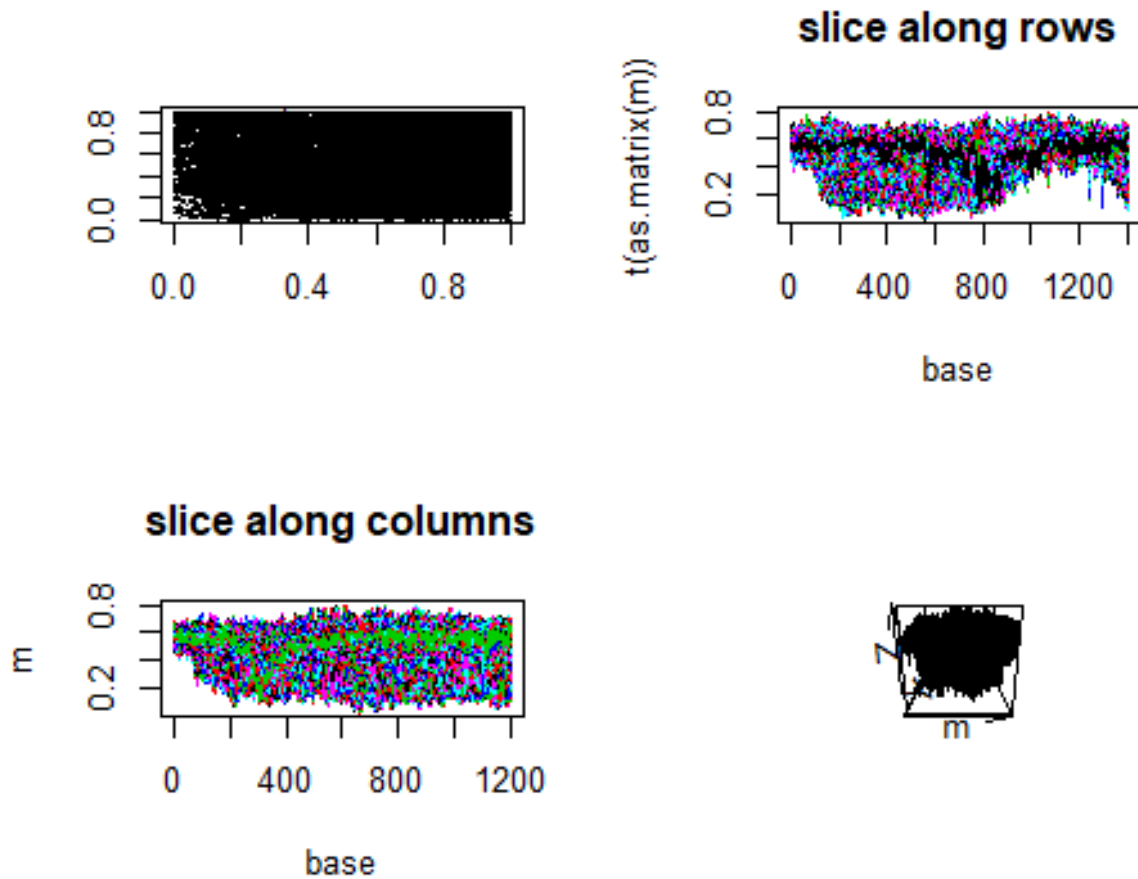 0.8
0.0
0.0 0.4 0.8
slice along rows
t(as.matrix(m))
0.8
0.2
0 400 800 1200
base
slice along columns
m
0.8
0.2
0 400 800 1200
base
Z
m